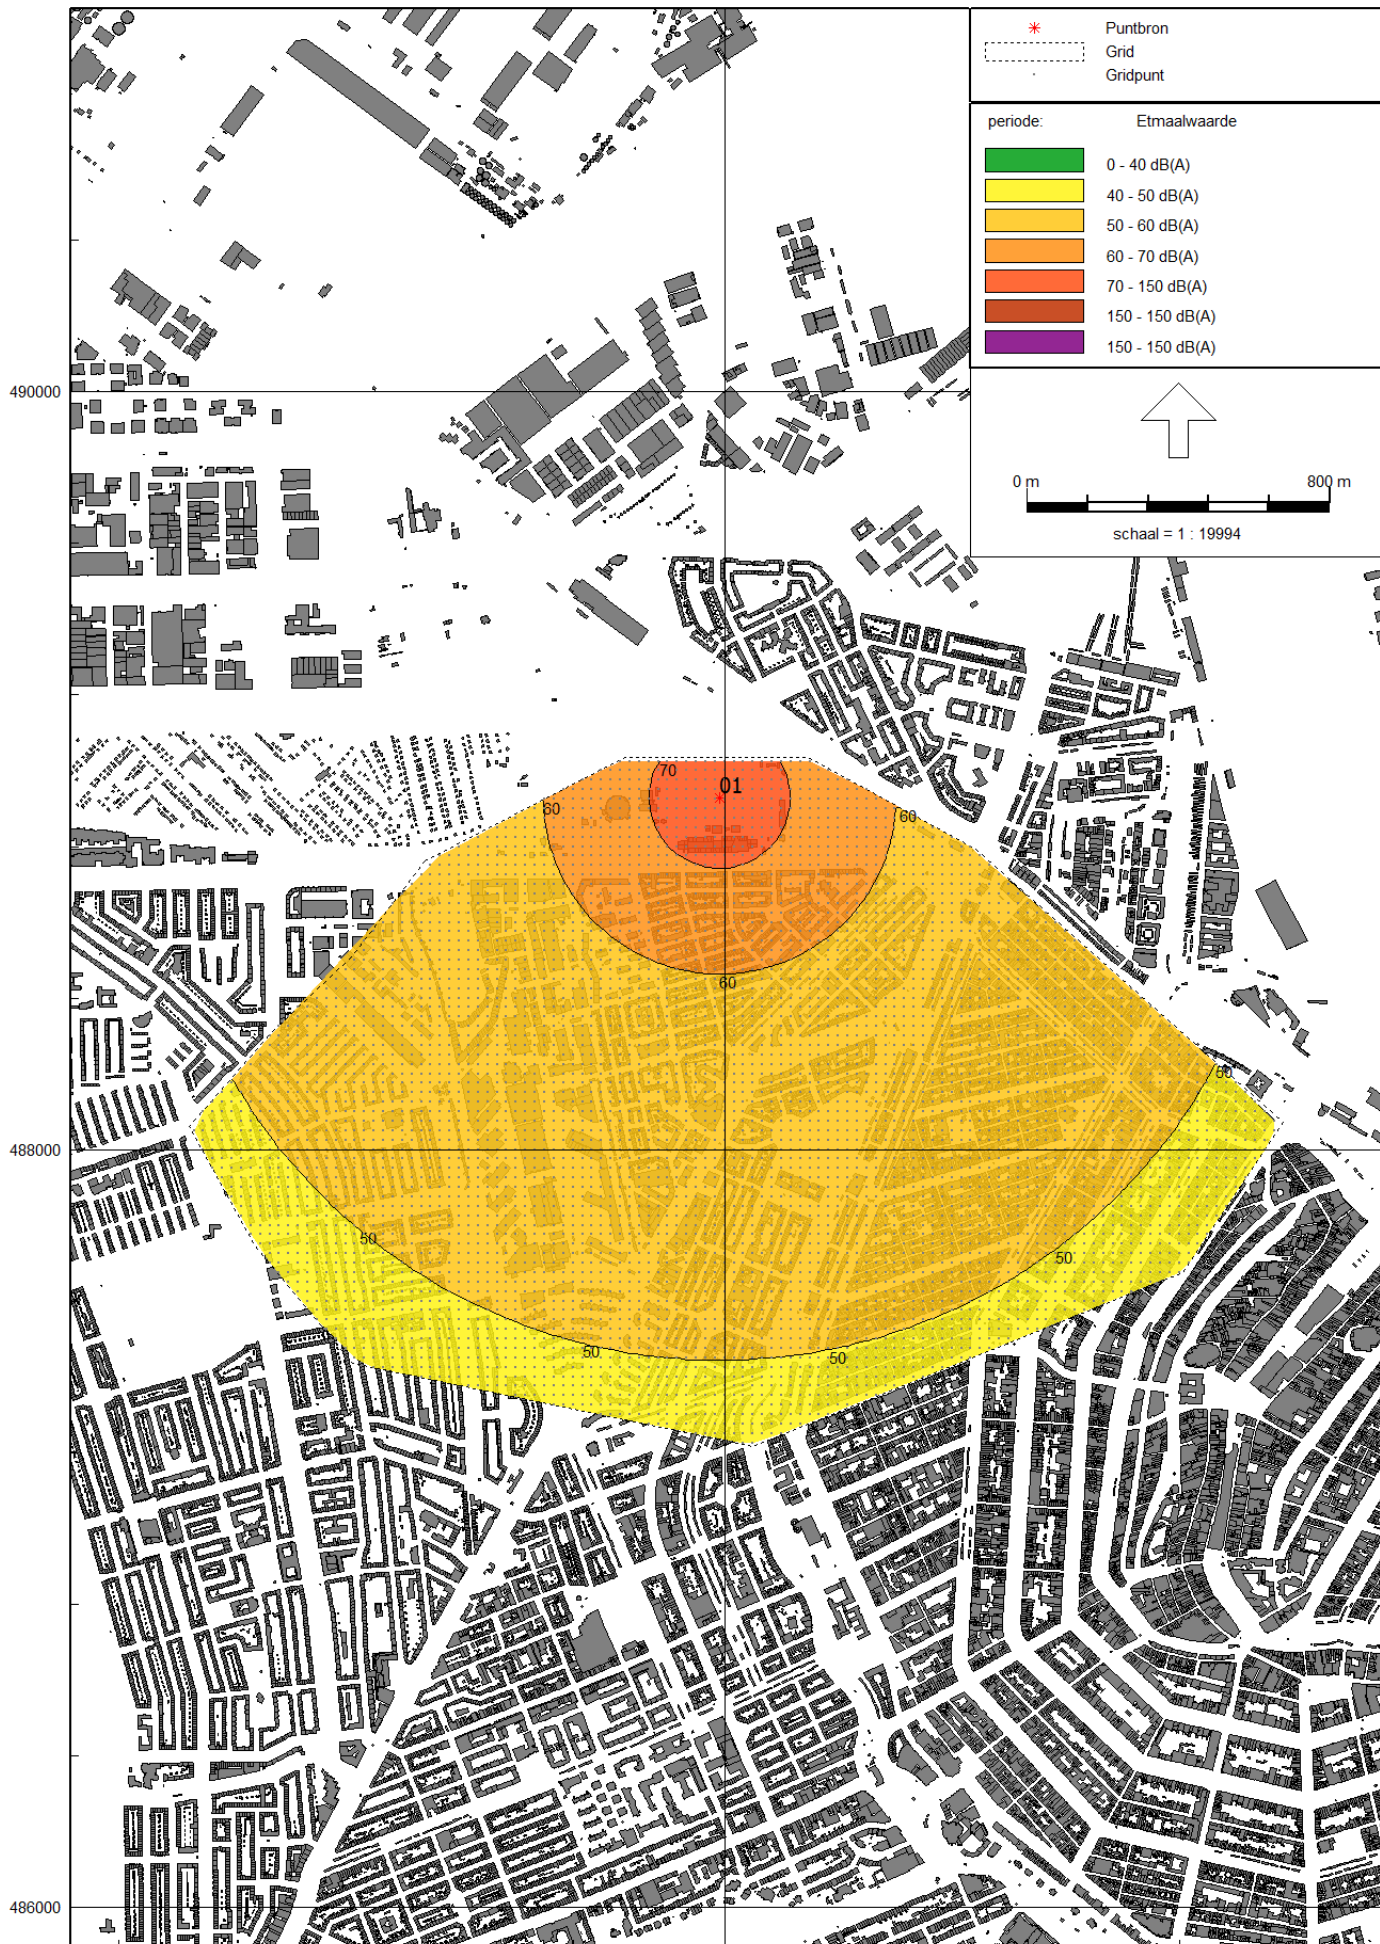 Puntbron
Grid
Gridpunt
periode: Etmaalwaarde
0 - 40 dB(A)
40 - 50 dB(A)
50 - 60 dB(A)
60 - 70 dB(A)
70 - 150 dB(A)
150 - 150 dB(A)
150 - 150 dB(A)
490000
0 m 800 m
schaal = 1 : 19994
70
01
60
60
60
50
488000
50
50
50
50
486000